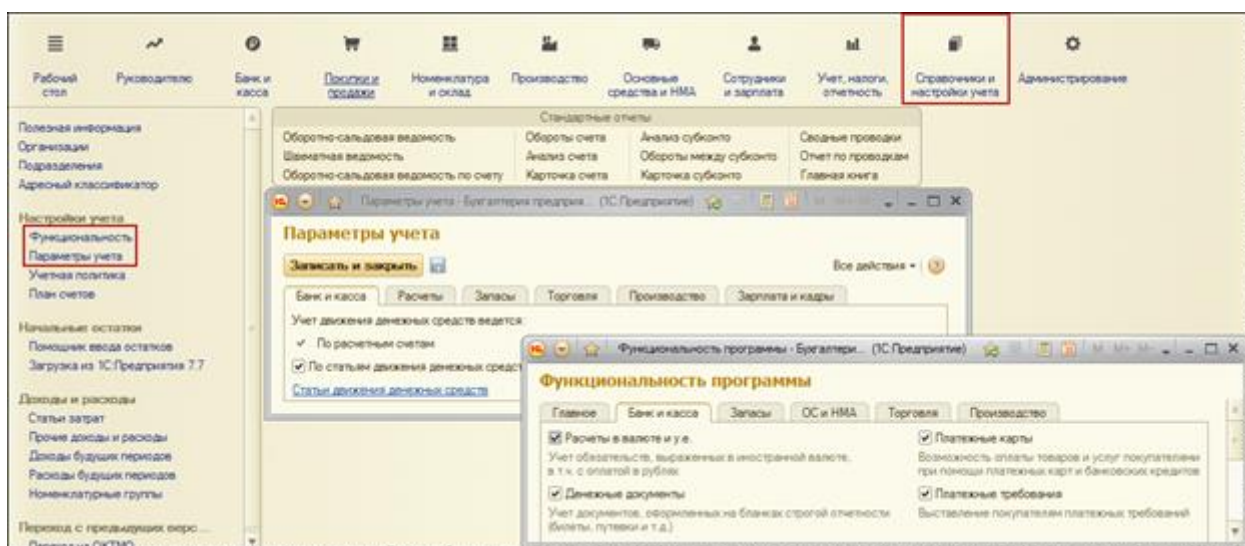 Рабочий стол
Руководителю
Банк и касса
Покупки и продажи
Номенклатура и склад
Производство
Основные средства и НМА
Сотрудники и зарплата
Учет, налоги, отчетность
Справочники и настройки учета
Администрирование
Полезная информация
Организации
Подразделения
Адресный классификатор
Настройки учета
Функциональность
Параметры учета
Учетная политика
План счетов
Начальные остатки
Помощник ввода остатков
Загрузка из 1С:Предприятия 7.7
Доходы и расходы
Статьи затрат
Прочие доходы и расходы
Доходы будущих периодов
Расходы будущих периодов
Номенклатурные группы
Переход с предыдущих верс...
Переход на ОКТМО
Стандартные отчеты
Оборотно-сальдовая ведомость Обороты счета Анализ субконто Сводные проводки
Шахматная ведомость Анализ счета Обороты между субконто Отчет по проводкам
Оборотно-сальдовая ведомость по счету Карточка счета Карточка субконто Главная книга
Параметры учета - Бухгалтерия предприя... (1С:Предприятие)
Параметры учета
Записать и закрыть Все действия
Банк и касса Расчеты Запасы Торговля Производство Зарплата и кадры
Учет движения денежных средств ведется:
По расчетным счетам
По статьям движения денежных средст
Статьи движения денежных средств
Функциональность программы - Бухгалтери... (1С:Предприятие)
Функциональность программы
Главное Банк и касса Запасы ОС и НМА Торговля Производство
Расчеты в валюте и у.е. Платежные карты
Учет обязательств, выраженных в иностранной валюте, Возможность оплаты товаров и услуг покупателями
в т.ч. с оплатой в рублях при помощи платежных карт и банковских кредитов
Денежные документы Платежные требования
Учет документов, оформленных на бланках строгой отчетности Выставление покупателям платежных требований
(билеты, путевки и т.д.)